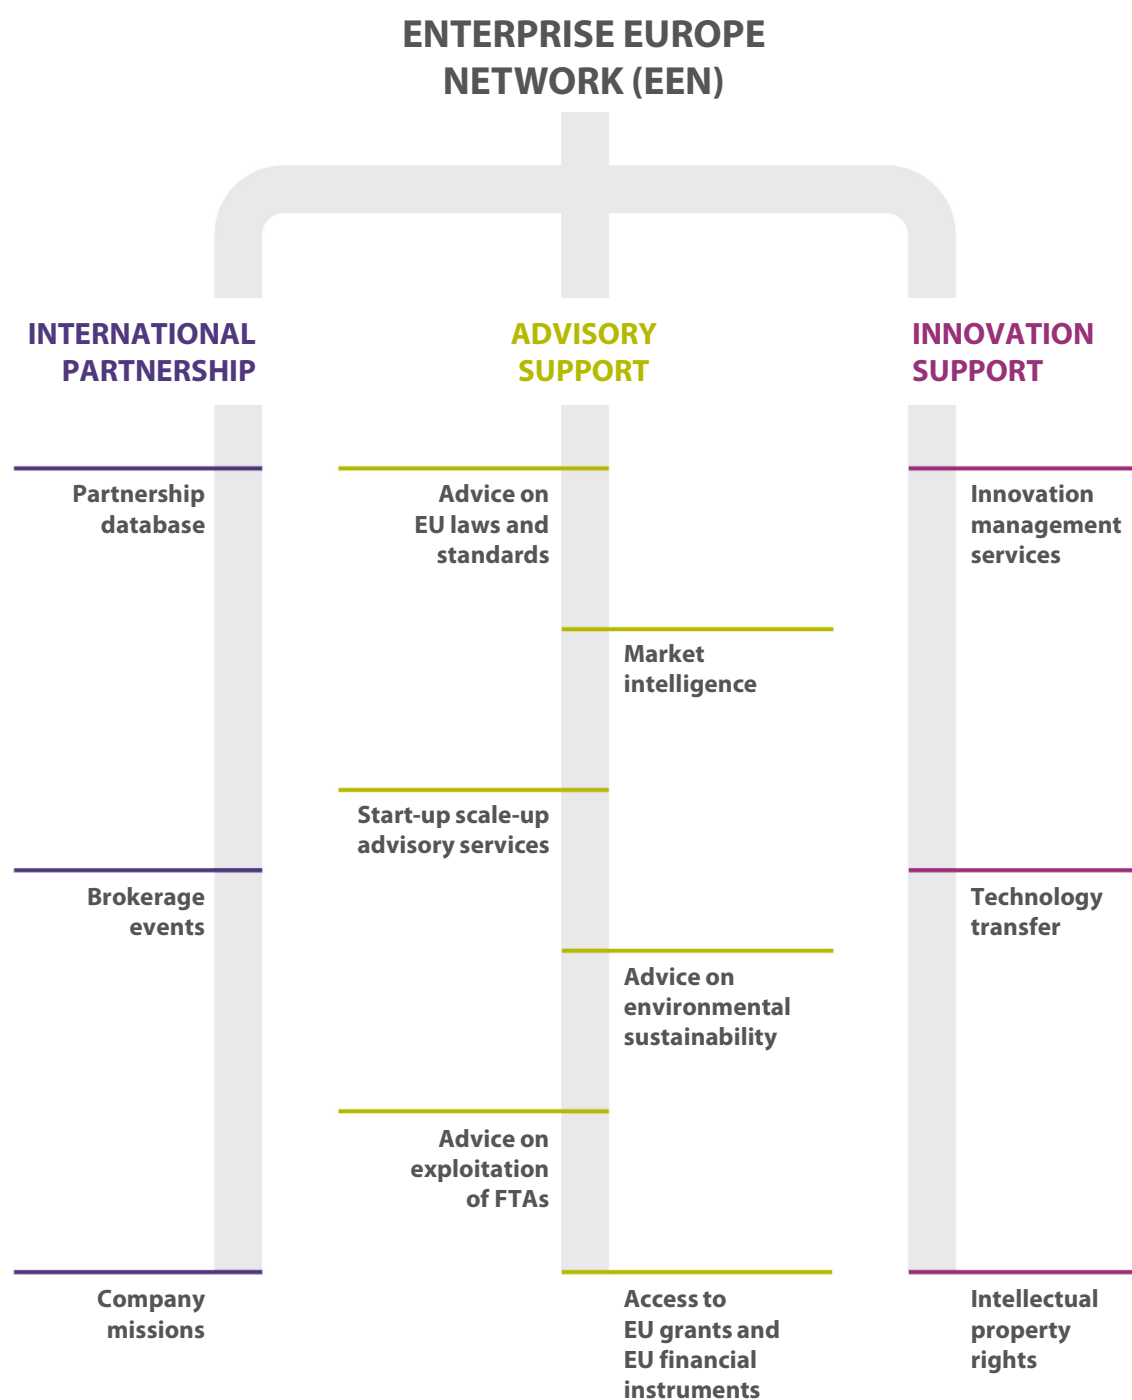 ENTERPRISE EUROPE
NETWORK (EEN)
INTERNATIONAL
PARTNERSHIP
Partnership
database
Brokerage
events
Company
missions
ADVISORY
SUPPORT
Advice on
EU laws and
standards
Market
intelligence
Start-up scale-up
advisory services
Advice on
environmental
sustainability
Advice on
exploitation
of FTAs
Access to
EU grants and
EU financial
instruments
INNOVATION
SUPPORT
Innovation
management
services
Technology
transfer
Intellectual
property
rights